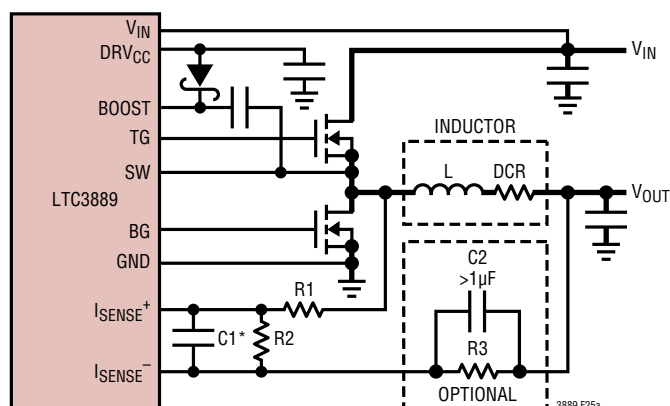 V_IN
DRV_CC
BOOST
TG
SW
LTC3889
BG
GND
I_SENSE^+
I_SENSE^–
C1*
R2
R1
INDUCTOR
L
DCR
V_IN
V_OUT
C2
>1µF
R3
OPTIONAL
3889 F25a